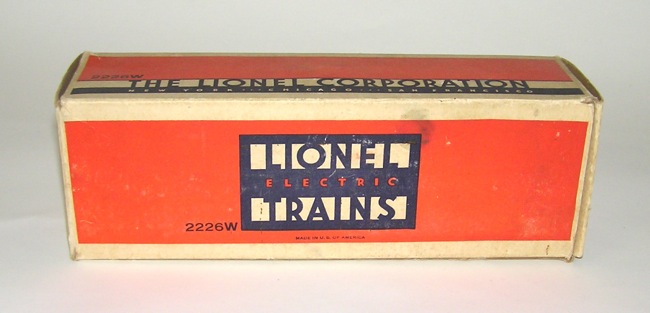 2226W
THE LIONEL CORPORATION
NEW YORK CHICAGO SAN FRANCISCO
LIONEL
ELECTRIC
TRAINS
2226W
MADE IN U.S. OF AMERICA